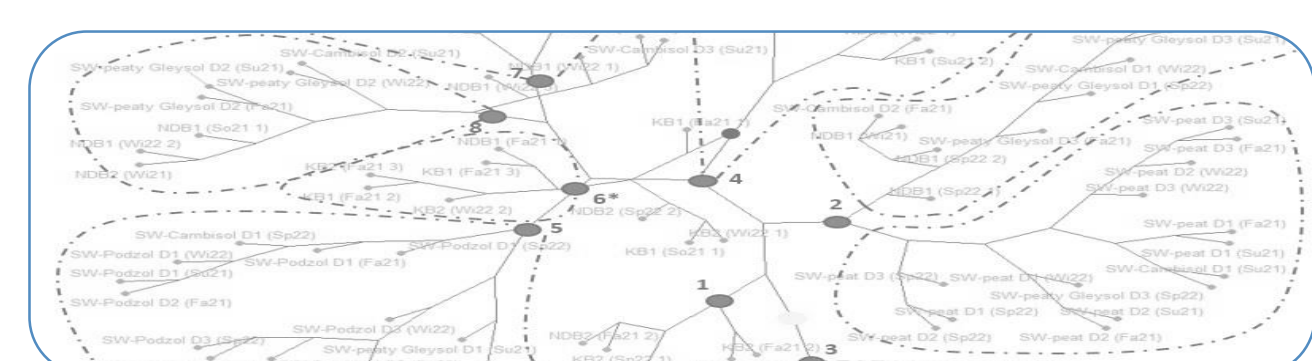 SW-Cambisol D2 (Su21)
SW-peaty Gleysol D2 (Su21)
SW-peaty Gleysol D2 (Wi22)
SW-peaty Gleysol D2 (Fa21)
NDB1 (So21 1)
NDB1 (Wi22 2)
NDB2 (Wi21)
7
8
NDB1
SW-Cambisol D3 (Su21)
KB1 (Su21 2)
SW-peaty Gleysol D3 (Su21)
SW-Cambisol D1 (Wi22)
SW-peaty Gleysol D1 (Sp22)
SW-Cambisol D2 (Fa21)
NDB1 (Wi21)
SW-peaty Gleysol D3 (Fa21)
NDB1 (Sp22 2)
NDB1 (Sp22 1)
SW-peat D3 (Su21)
SW-peat D3 (Fa21)
SW-peat D2 (Wi22)
SW-peat D3 (Wi22)
KB1 (Fa21 1)
4
2
KB2 (Fa21 3)
KB1 (Fa21 3)
KB1 (Fa21 2)
KB2 (Wi22 2)
6*
NDB2 (Sp22 2)
KB2 (Wi22 1)
KB1 (So21 1)
5
SW-Cambisol D1 (Sp22)
SW-Podzol D1 (Wi22)
SW-Podzol D1 (Fa21)
SW-Podzol D1 (Sp22)
SW-Podzol D1 (Su21)
SW-Podzol D2 (Fa21)
SW-Podzol D3 (Wi22)
SW-Podzol D3 (Sp22)
SW-peaty Gleysol D1 (Su21)
1
NDB2 (Fa21 2)
KB2 (Sp22 1)
KB2 (Fa21 2)
3
SW-peat D1 (Fa21)
SW-peat D1 (Su21)
SW-Cambisol D1 (Su21)
SW-peat D3 (Sp22)
SW-peat D1 (Wi22)
SW-peaty Gleysol D3 (Sp22)
SW-peat D1 (Sp22)
SW-peat D2 (Su21)
SW-peat D2 (Sp22)
SW-peat D2 (Fa21)